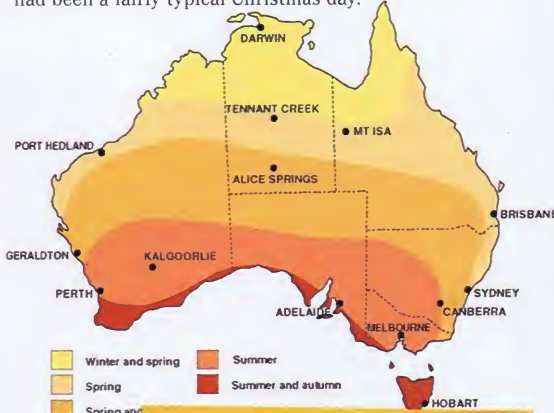 had been a fairly typical Christmas day.
DARWIN
TENNANT CREEK
MT ISA
PORT HEDLAND
ALICE SPRINGS
BRISBANE
GERALDTON
KALGOORLIE
PERTH
SYDNEY
ADELAIDE
CANBERRA
MELBOURNE
Winter and spring
Summer
Spring
Summer and autumn
Spring and
HOBART